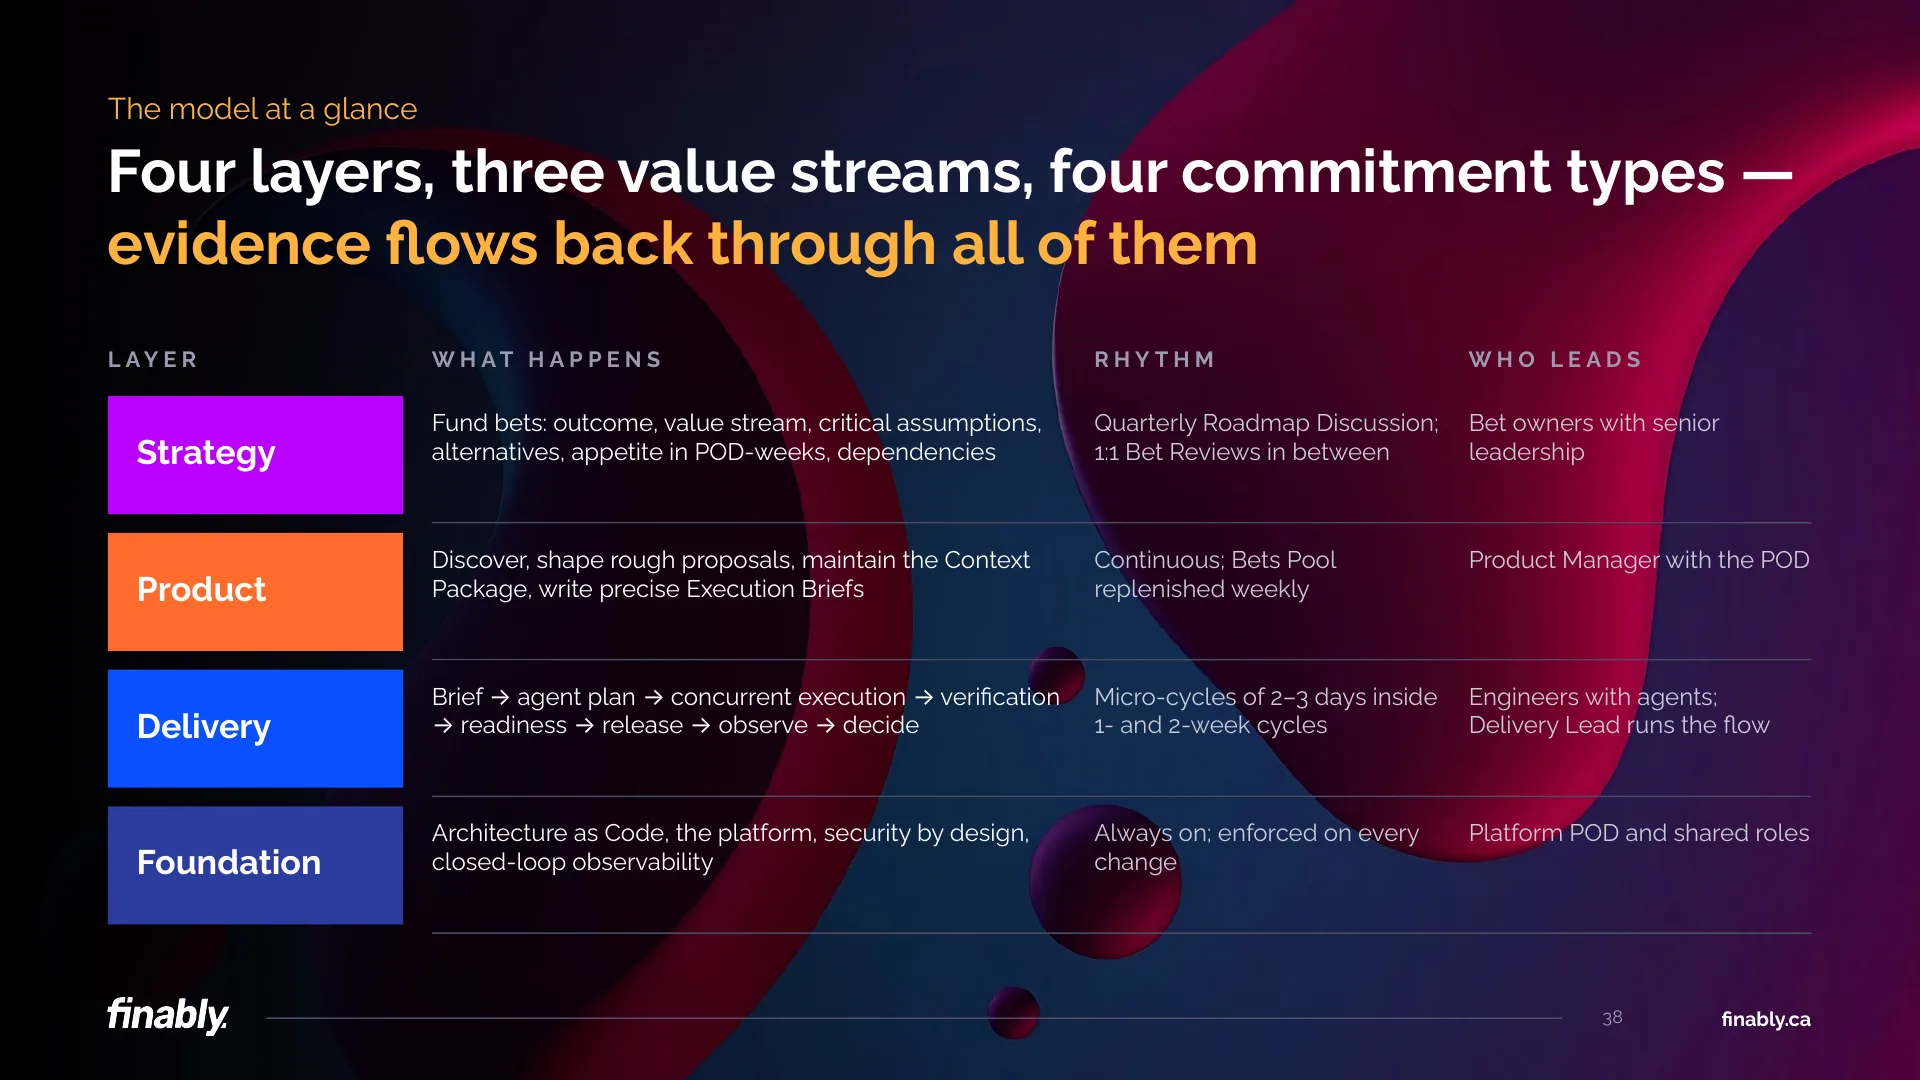 The model at a glance
Four layers, three value streams, four commitment types —
evidence flows back through all of them
LAYER
WHAT HAPPENS
RHYTHM
WHO LEADS
Strategy
Fund bets: outcome, value stream, critical assumptions,
alternatives, appetite in POD-weeks, dependencies
Quarterly Roadmap Discussion;
1:1 Bet Reviews in between
Bet owners with senior
leadership
Product
Discover, shape rough proposals, maintain the Context
Package, write precise Execution Briefs
Continuous; Bets Pool
replenished weekly
Product Manager with the POD
Delivery
Brief → agent plan → concurrent execution → verification
→ readiness → release → observe → decide
Micro-cycles of 2–3 days inside
1- and 2-week cycles
Engineers with agents;
Delivery Lead runs the flow
Foundation
Architecture as Code, the platform, security by design,
closed-loop observability
Always on; enforced on every
change
Platform POD and shared roles
finably.
38
finably.ca